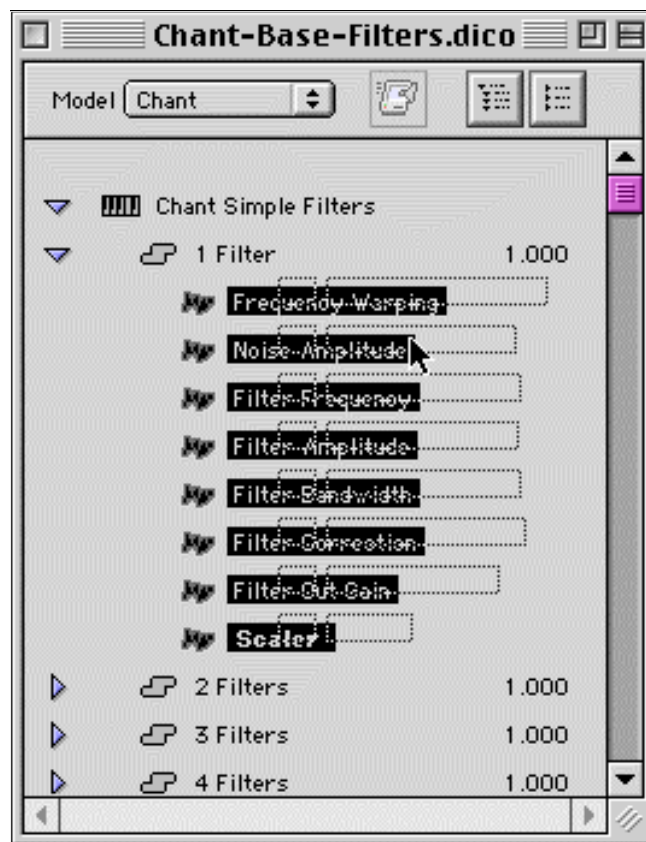 Chant-Base-Filters.dico
Model Chant
Chant Simple Filters
1 Filter 1.000
Frequency Warping
Noise Amplitude
Filter Frequency
Filter Amplitude
Filter Bandwidth
Filter Correction
Filter Out Gain
Scaler
2 Filters 1.000
3 Filters 1.000
4 Filters 1.000